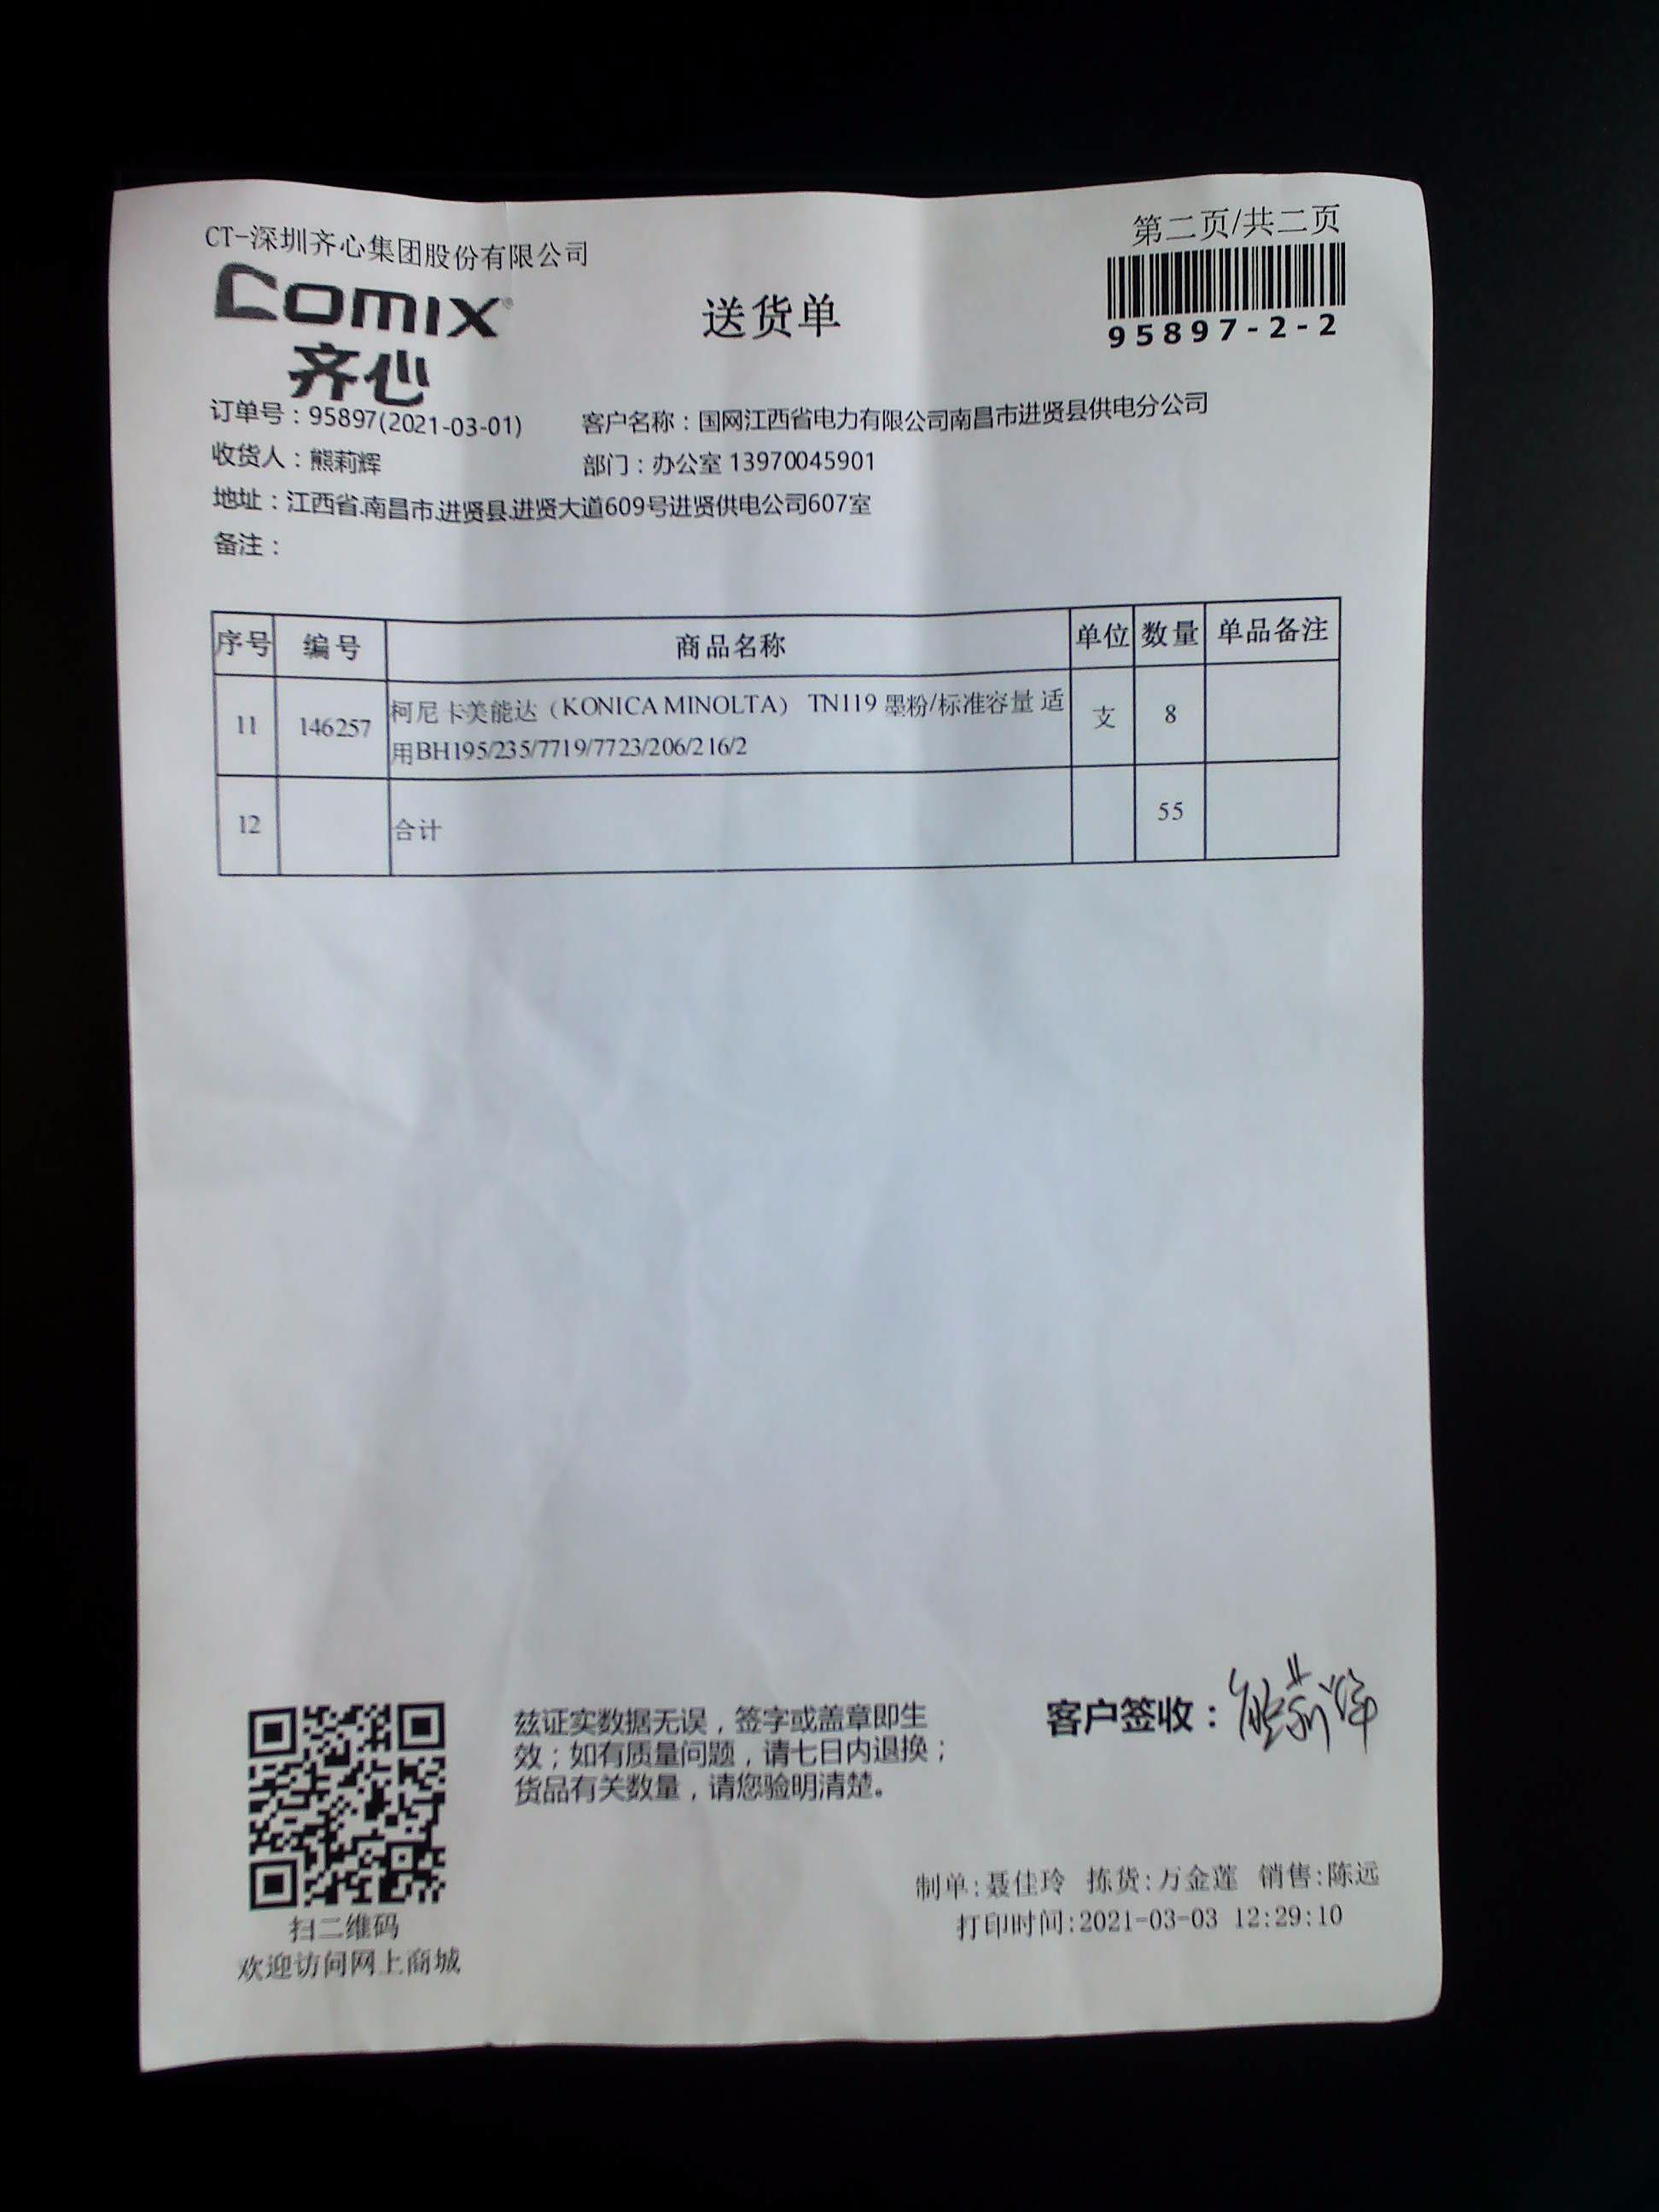 CT-深圳齐心集团股份有限公司
第二页/共二页
comix
齐心
送货单
95897-2-2
订单号：95897(2021-03-01)
客户名称：国网江西省电力有限公司南昌市进贤县供电分公司
收货人：熊莉辉
部门：办公室 13970045901
地址：江西省.南昌市.进贤县.进贤大道609号进贤供电公司607室
备注：
序号 编号 商品名称 单位 数量 单品备注
11 146257 柯尼卡美能达（KONICA MINOLTA） TN119 墨粉/标准容量 适 支 8
用BH195/235/7719/7723/206/216/2
12 合计 55
兹证实数据无误，签字或盖章即生
效；如有质量问题，请七日内退换；
货品有关数量，请您验明清楚。
客户签收：熊莉辉
扫二维码
欢迎访问网上商城
制单:聂佳玲 拣货:万金莲 销售:陈远
打印时间:2021-03-03 12:29:10